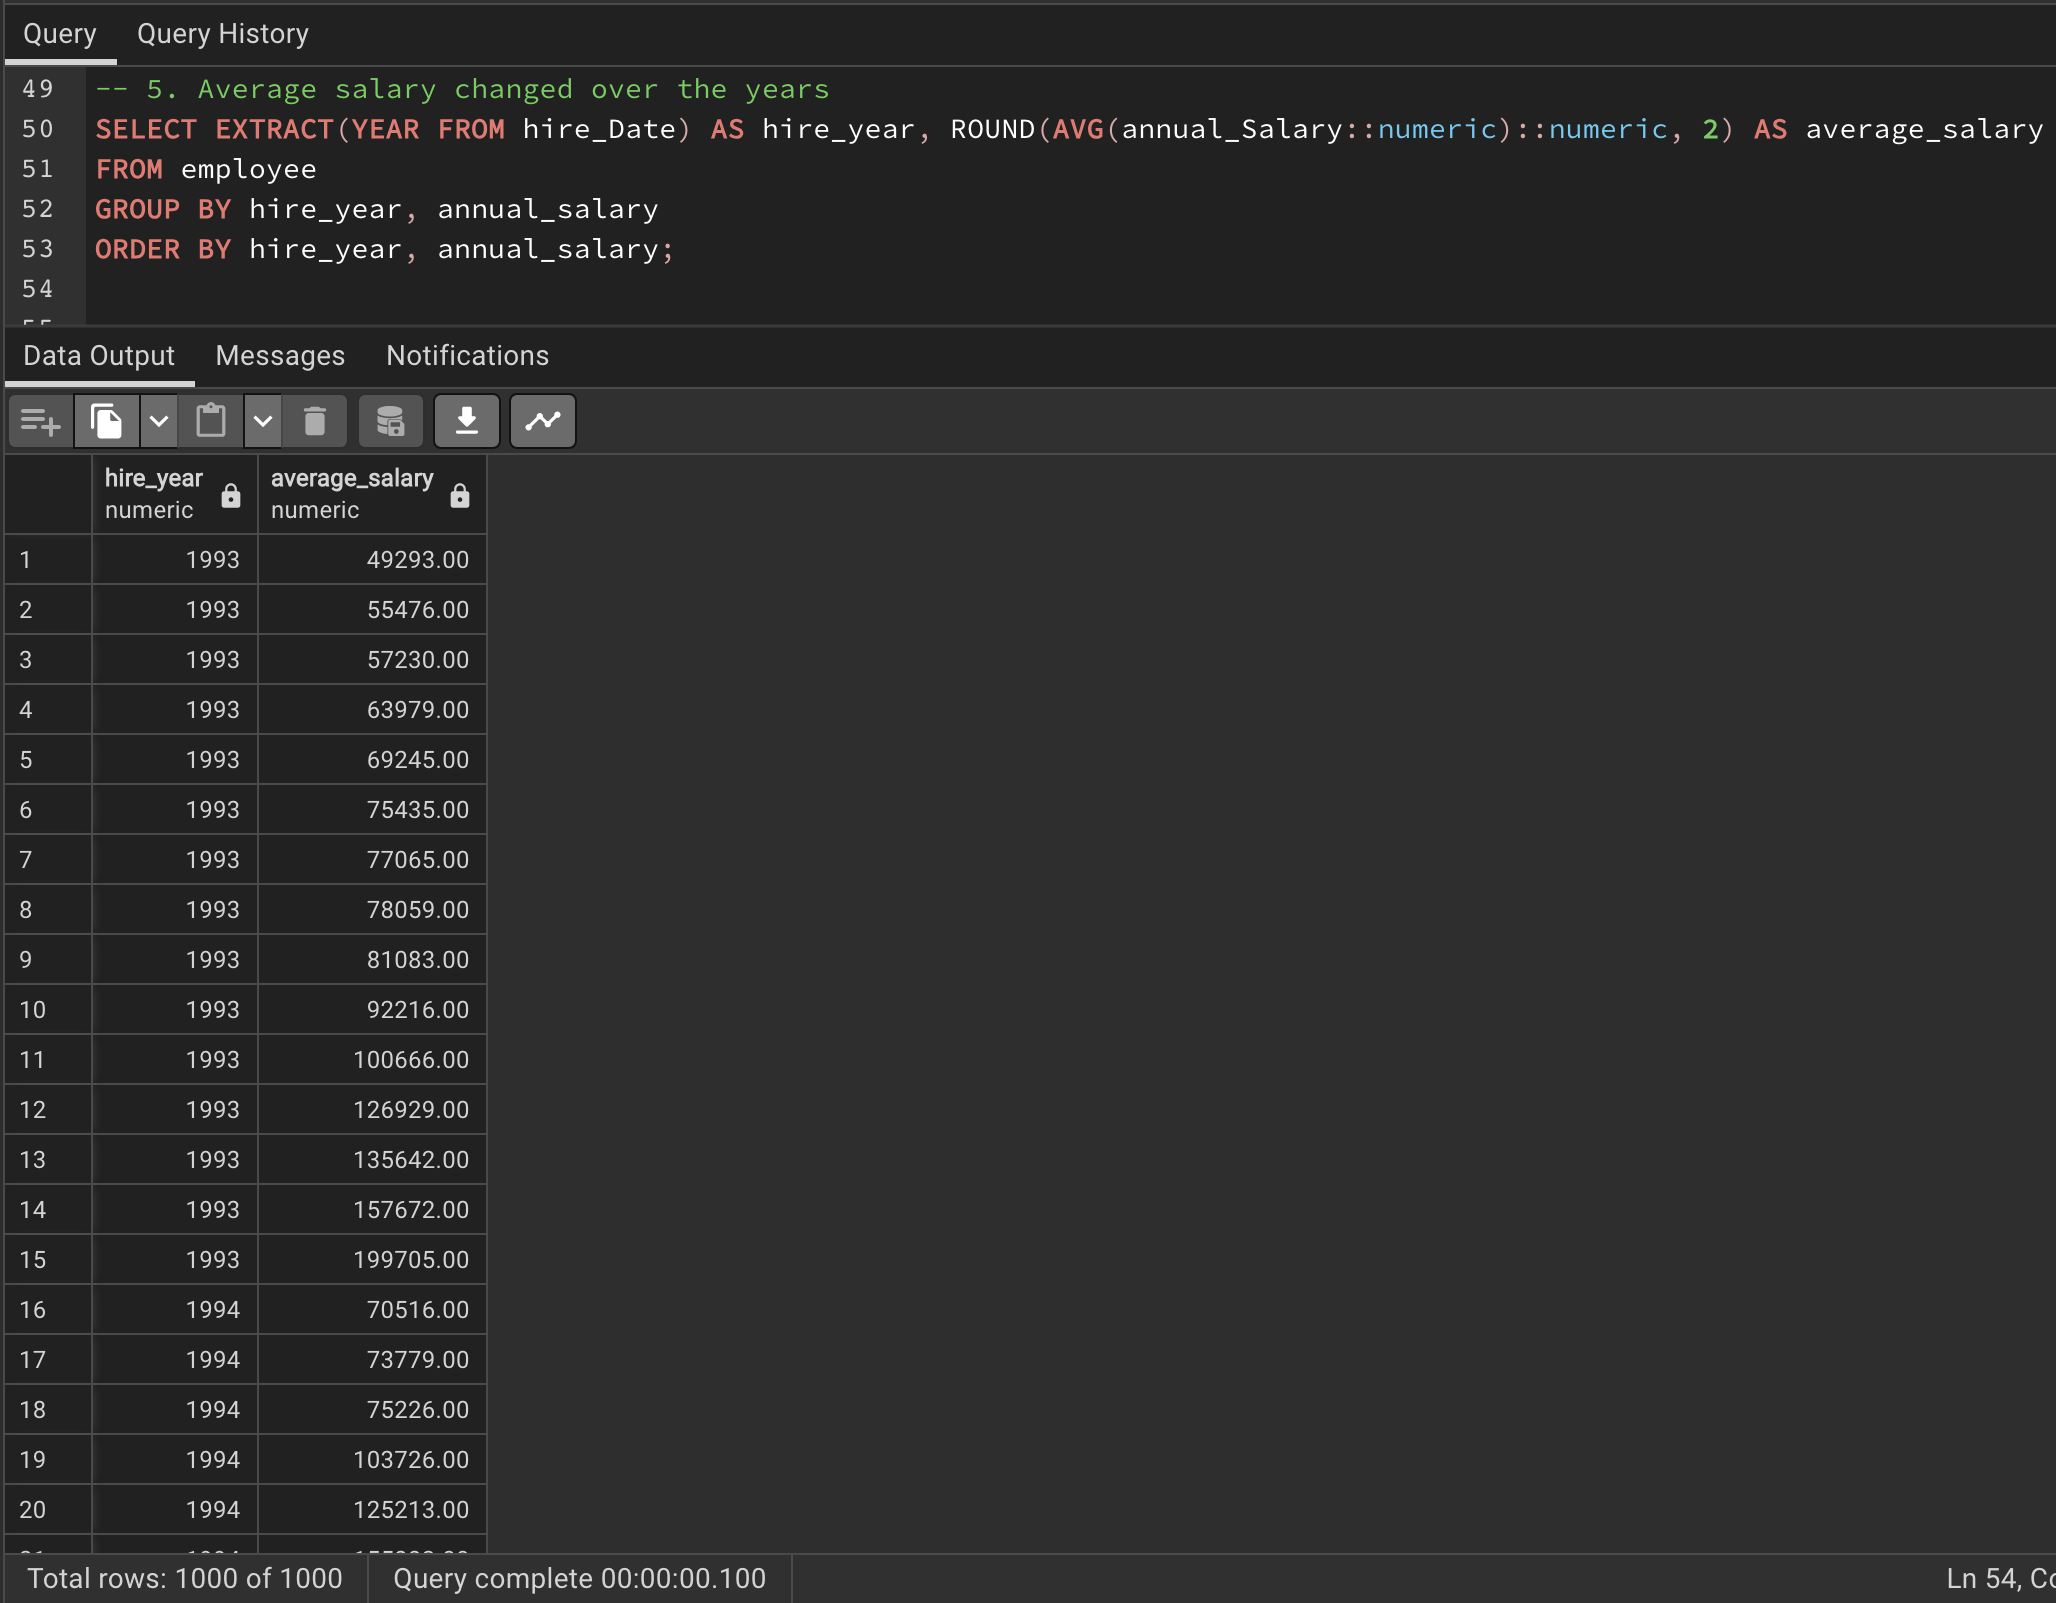 Query Query History
49 -- 5. Average salary changed over the years
50 SELECT EXTRACT(YEAR FROM hire_Date) AS hire_year, ROUND(AVG(annual_Salary::numeric)::numeric, 2) AS average_salary
51 FROM employee
52 GROUP BY hire_year, annual_salary
53 ORDER BY hire_year, annual_salary;
54
Data Output Messages Notifications
hire_year average_salary
numeric numeric
1 1993 49293.00
2 1993 55476.00
3 1993 57230.00
4 1993 63979.00
5 1993 69245.00
6 1993 75435.00
7 1993 77065.00
8 1993 78059.00
9 1993 81083.00
10 1993 92216.00
11 1993 100666.00
12 1993 126929.00
13 1993 135642.00
14 1993 157672.00
15 1993 199705.00
16 1994 70516.00
17 1994 73779.00
18 1994 75226.00
19 1994 103726.00
20 1994 125213.00
Total rows: 1000 of 1000 Query complete 00:00:00.100 Ln 54,